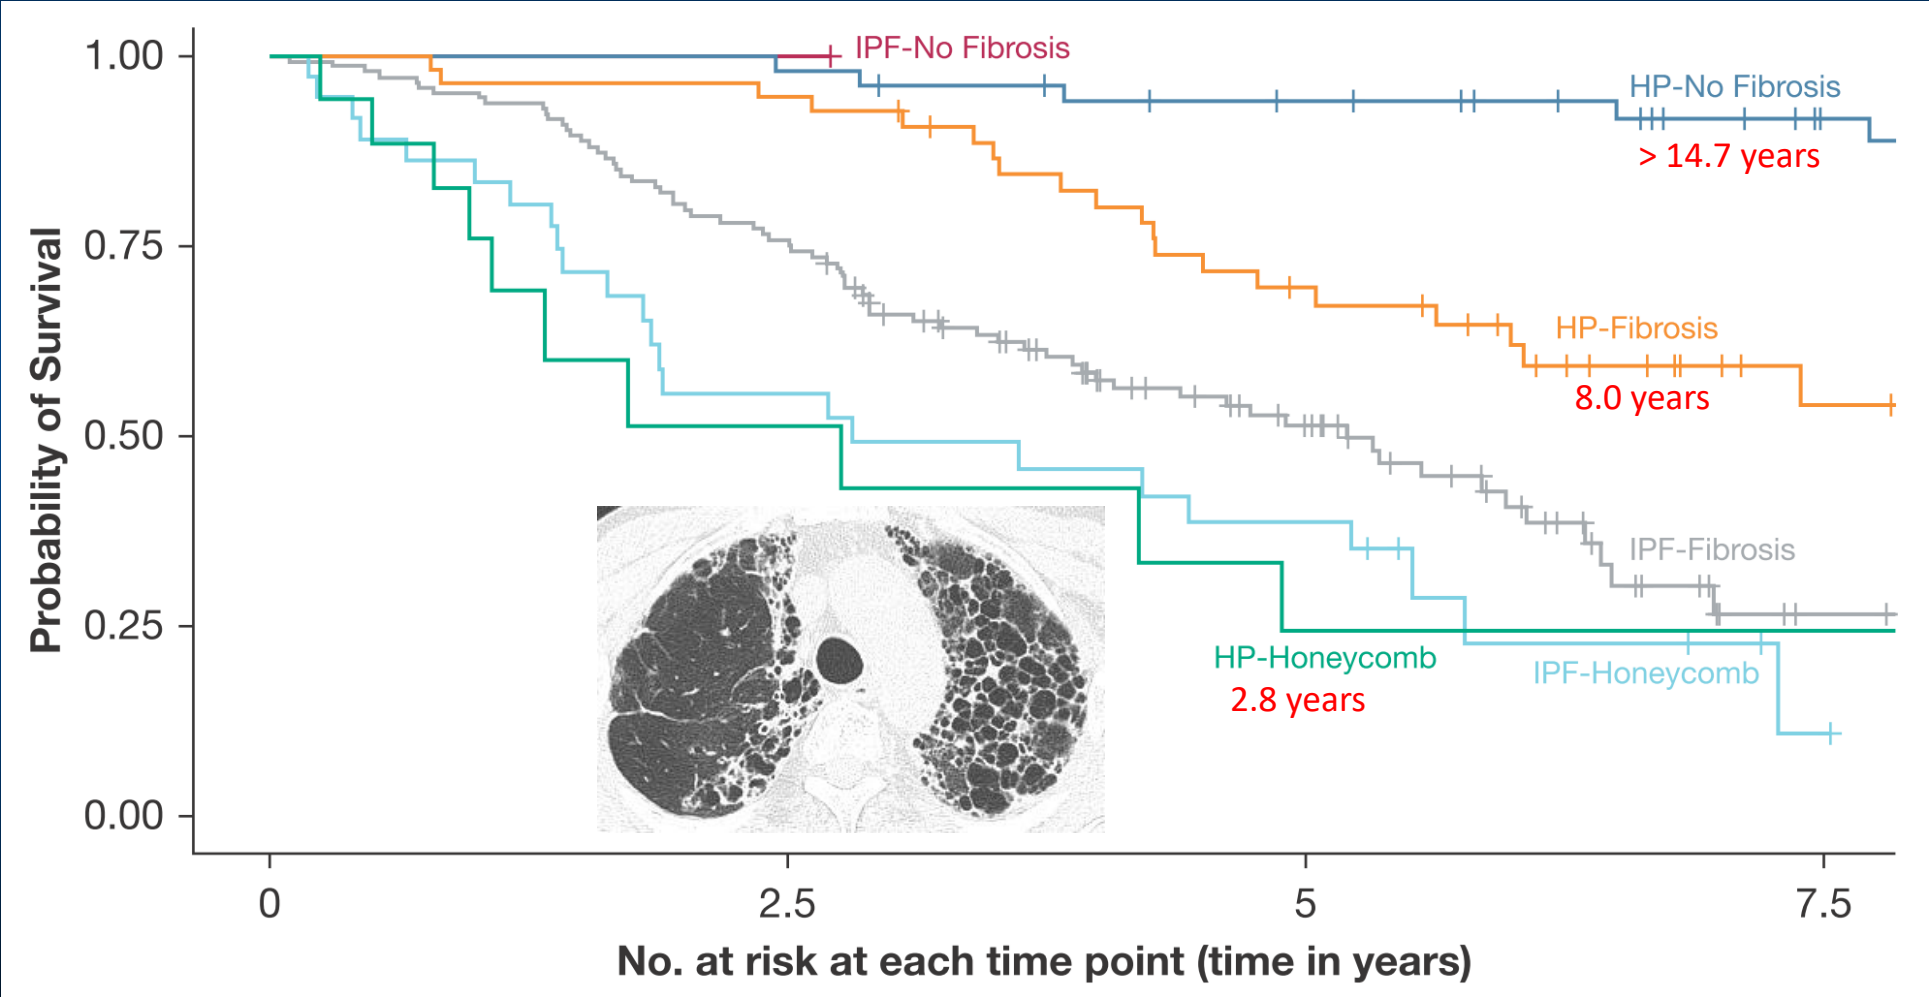 1.00
0.75
0.50
0.25
0.00
Probability of Survival
IPF-No Fibrosis
HP-No Fibrosis
> 14.7 years
HP-Fibrosis
8.0 years
IPF-Fibrosis
HP-Honeycomb
2.8 years
IPF-Honeycomb
0 2.5 5 7.5
No. at risk at each time point (time in years)